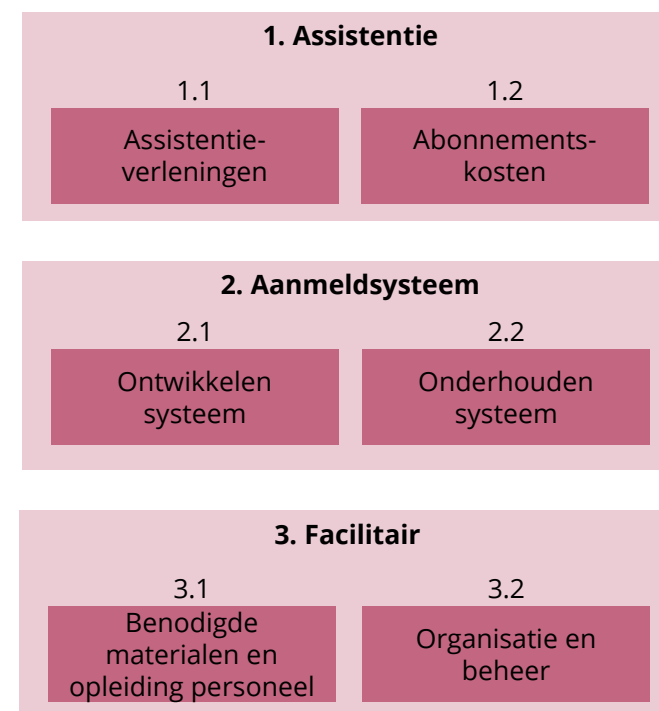 1. Assistentie
1.1
Assistentie-
verleningen
1.2
Abonnements-
kosten
2. Aanmeldsysteem
2.1
Ontwikkelen
systeem
2.2
Onderhouden
systeem
3. Facilitair
3.1
Benodigde
materialen en
opleiding personeel
3.2
Organisatie en
beheer